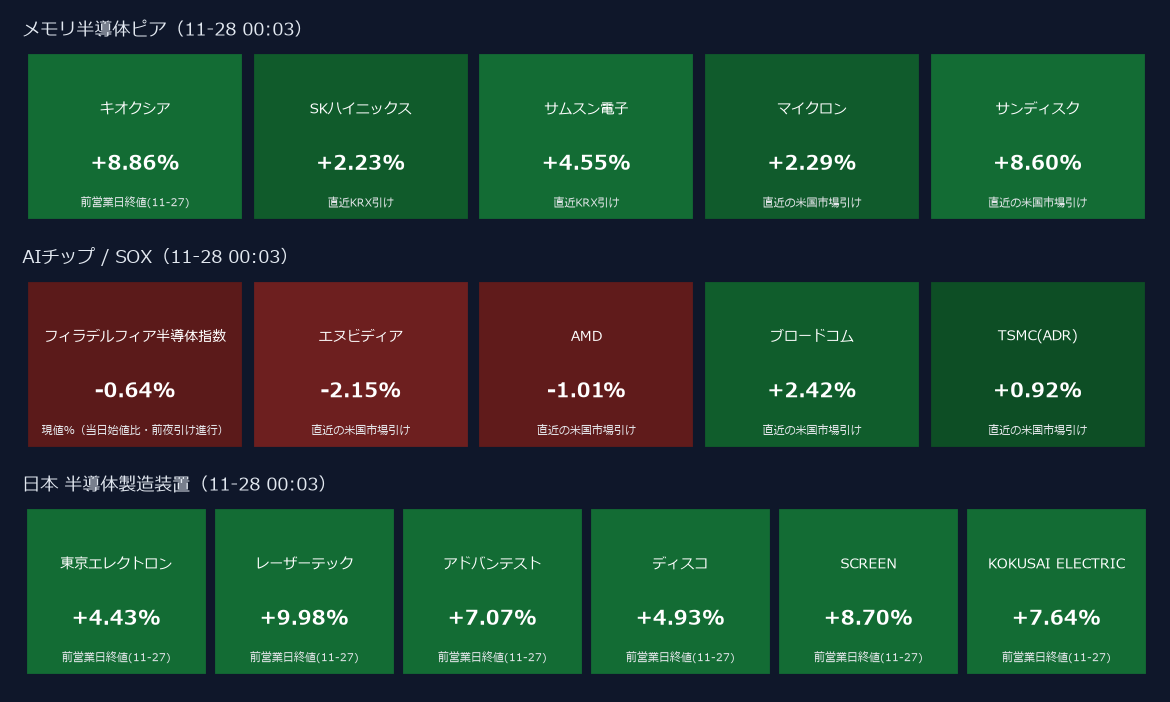 メモリ半導体ピア（11-28 00:03）
キオクシア
+8.86%
前営業日終値(11-27)
SKハイニックス
+2.23%
直近KRX引け
サムスン電子
+4.55%
直近KRX引け
マイクロン
+2.29%
直近の米国市場引け
サンディスク
+8.60%
直近の米国市場引け
AIチップ / SOX（11-28 00:03）
フィラデルフィア半導体指数
-0.64%
現値%（当日始値比・前夜引け進行）
エヌビディア
-2.15%
直近の米国市場引け
AMD
-1.01%
直近の米国市場引け
ブロードコム
+2.42%
直近の米国市場引け
TSMC(ADR)
+0.92%
直近の米国市場引け
日本 半導体製造装置（11-28 00:03）
東京エレクトロン
+4.43%
前営業日終値(11-27)
レーザーテック
+9.98%
前営業日終値(11-27)
アドバンテスト
+7.07%
前営業日終値(11-27)
ディスコ
+4.93%
前営業日終値(11-27)
SCREEN
+8.70%
前営業日終値(11-27)
KOKUSAI ELECTRIC
+7.64%
前営業日終値(11-27)